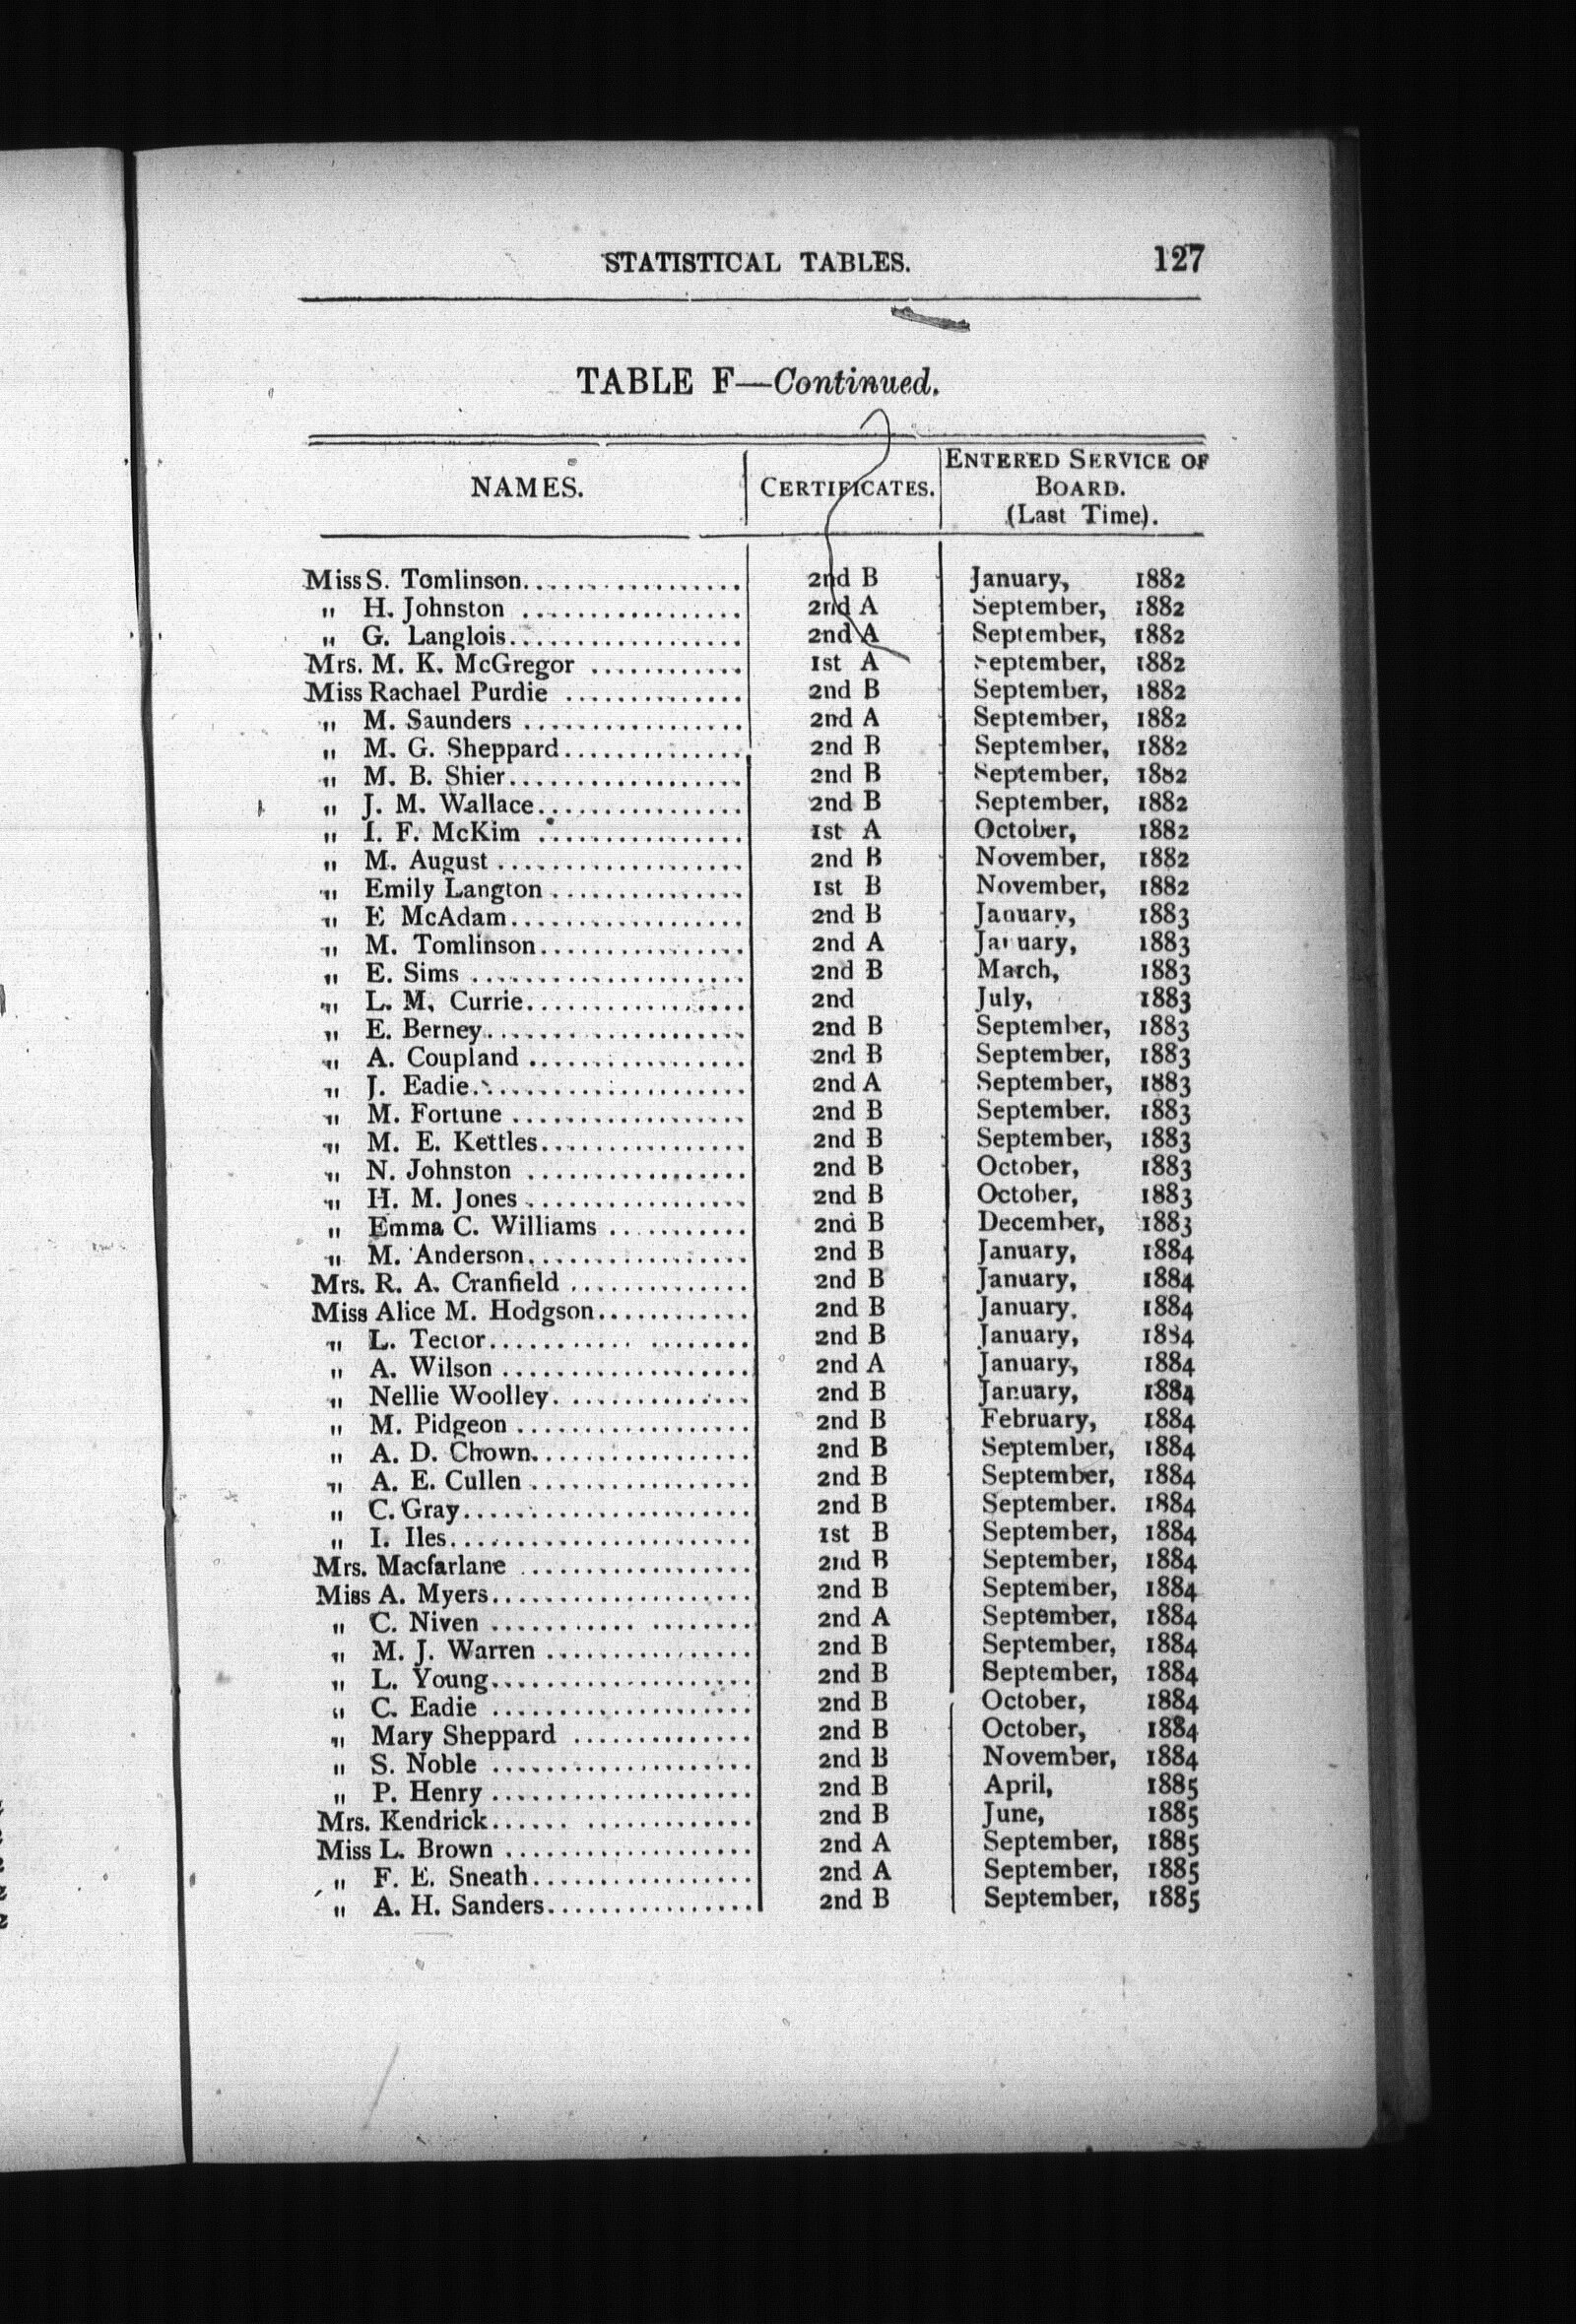 STATISTICAL TABLES. 127
TABLE F—Continued.
NAMES. CERTIFICATES. ENTERED SERVICE OF BOARD. (Last Time).
Miss S. Tomlinson................ 2nd B January, 1882
" H. Johnston ................ 2nd A September, 1882
" G. Langlois................ 2nd A September, 1882
Mrs. M. K. McGregor ............ 1st A September, 1882
Miss Rachael Purdie .............. 2nd B September, 1882
" M. Saunders ................ 2nd A September, 1882
" M. G. Sheppard.............. 2nd B September, 1882
" M. B. Shier.................. 2nd B September, 1882
" J. M. Wallace................ 2nd B September, 1882
" I. F. McKim ................ 1st A October, 1882
" M. August .................. 2nd B November, 1882
" Emily Langton .............. 1st B November, 1882
" E McAdam.................. 2nd B January, 1883
" M. Tomlinson................ 2nd A January, 1883
" E. Sims .................... 2nd B March, 1883
" L. M. Currie................ 2nd July, 1883
" E. Berney.................... 2nd B September, 1883
" A. Coupland ................ 2nd B September, 1883
" J. Eadie.................... 2nd A September, 1883
" M. Fortune .................. 2nd B September. 1883
" M. E. Kettles................ 2nd B September, 1883
" N. Johnston ................ 2nd B October, 1883
" H. M. Jones ................ 2nd B October, 1883
" Emma C. Williams .......... 2nd B December, 1883
" M. Anderson................ 2nd B January, 1884
Mrs. R. A. Cranfield .............. 2nd B January, 1884
Miss Alice M. Hodgson............ 2nd B January. 1884
" L. Tector........... ........ 2nd B January, 1884
" A. Wilson .................. 2nd A January, 1884
" Nellie Woolley. .............. 2nd B January, 1884
" M. Pidgeon .................. 2nd B February, 1884
" A. D. Chown................ 2nd B September, 1884
" A. E. Cullen ................ 2nd B September, 1884
" C. Gray...................... 2nd B September. 1884
" I. Iles...................... 1st B September, 1884
Mrs. Macfarlane .................. 2nd B September, 1884
Miss A. Myers.................... 2nd B September, 1884
" C. Niven ........... ........ 2nd A September, 1884
" M. J. Warren ................ 2nd B September, 1884
" L. Young.................... 2nd B September, 1884
" C. Eadie .................... 2nd B October, 1884
" Mary Sheppard .............. 2nd B October, 1884
" S. Noble .................... 2nd B November, 1884
" P. Henry .................... 2nd B April, 1885
Mrs. Kendrick...... ............. 2nd B June, 1885
Miss L. Brown ................... 2nd A September, 1885
" F. E. Sneath................. 2nd A September, 1885
" A. H. Sanders................ 2nd B September, 1885